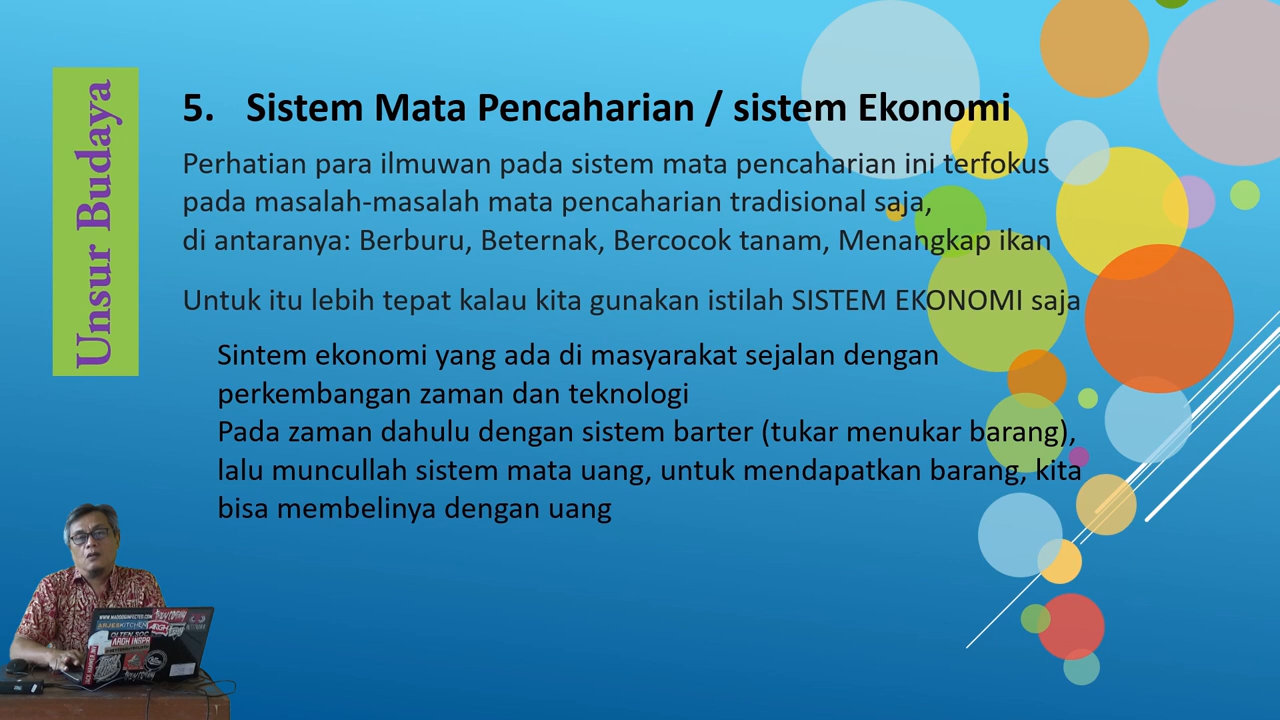 Unsur Budaya
5. Sistem Mata Pencaharian / sistem Ekonomi
Perhatian para ilmuwan pada sistem mata pencaharian ini terfokus
pada masalah-masalah mata pencaharian tradisional saja,
di antaranya: Berburu, Beternak, Bercocok tanam, Menangkap ikan
Untuk itu lebih tepat kalau kita gunakan istilah SISTEM EKONOMI saja
Sintem ekonomi yang ada di masyarakat sejalan dengan
perkembangan zaman dan teknologi
Pada zaman dahulu dengan sistem barter (tukar menukar barang),
lalu muncullah sistem mata uang, untuk mendapatkan barang, kita
bisa membelinya dengan uang
ARJESKITCHEN